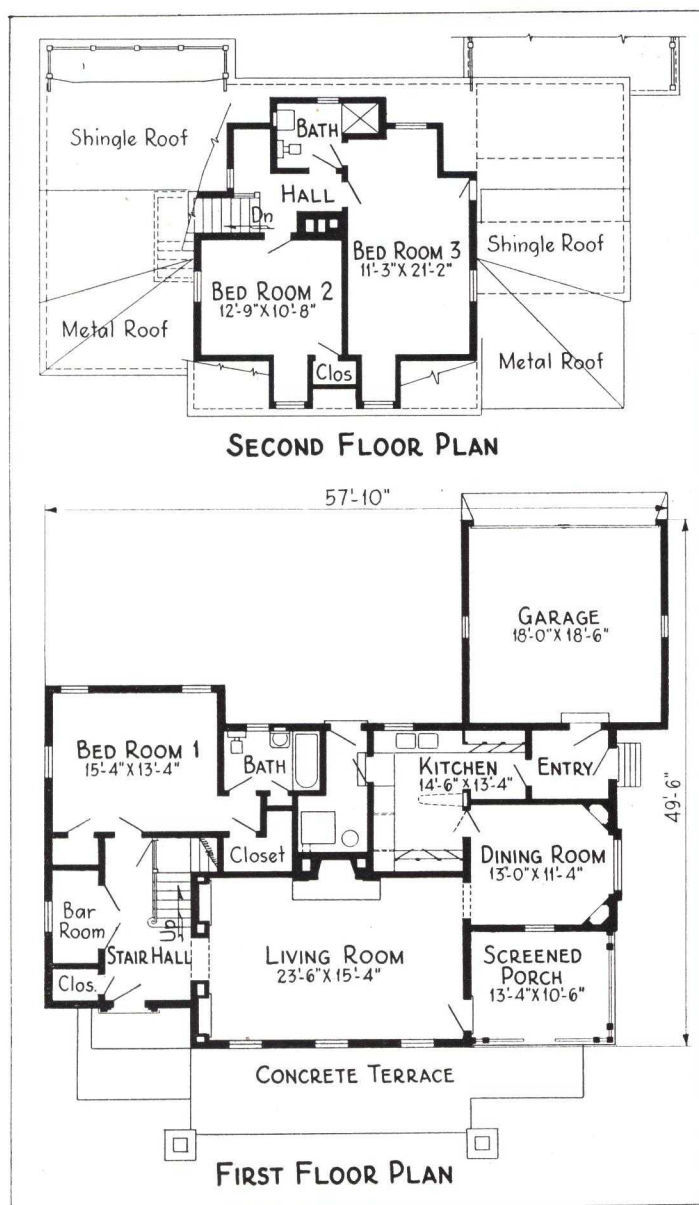 Shingle Roof
BATH
HALL
Dn
BED ROOM 3
11'-3" X 21'-2"
Shingle Roof
BED ROOM 2
12'-9" X 10'-8"
Metal Roof
Clos
Metal Roof
SECOND FLOOR PLAN
57'-10"
GARAGE
18'-0" X 18'-6"
BED ROOM 1
15'-4" X 13'-4"
BATH
KITCHEN
14'-6" X 13'-4"
ENTRY
49'-6"
Closet
DINING ROOM
13'-0" X 11'-4"
Bar
Room
Up
STAIR HALL
LIVING ROOM
23'-6" X 15'-4"
SCREENED
PORCH
13'-4" X 10'-6"
Clos.
CONCRETE TERRACE
FIRST FLOOR PLAN